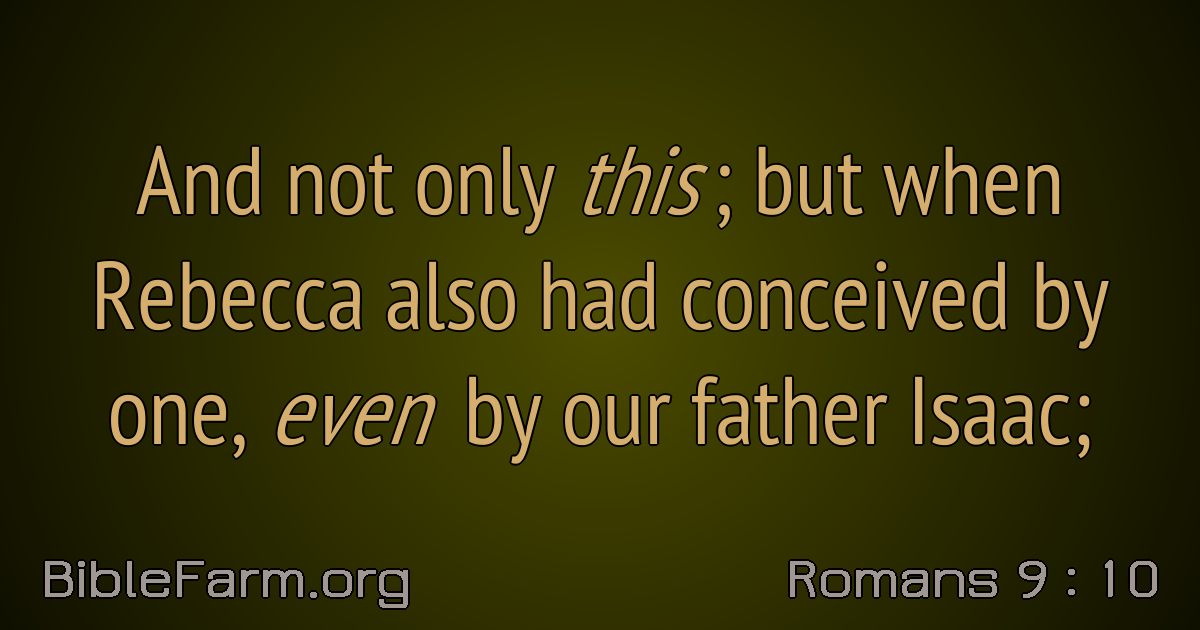 And not only this; but when
Rebecca also had conceived by
one, even by our father Isaac;
BibleFarm.org
Romans 9 : 10